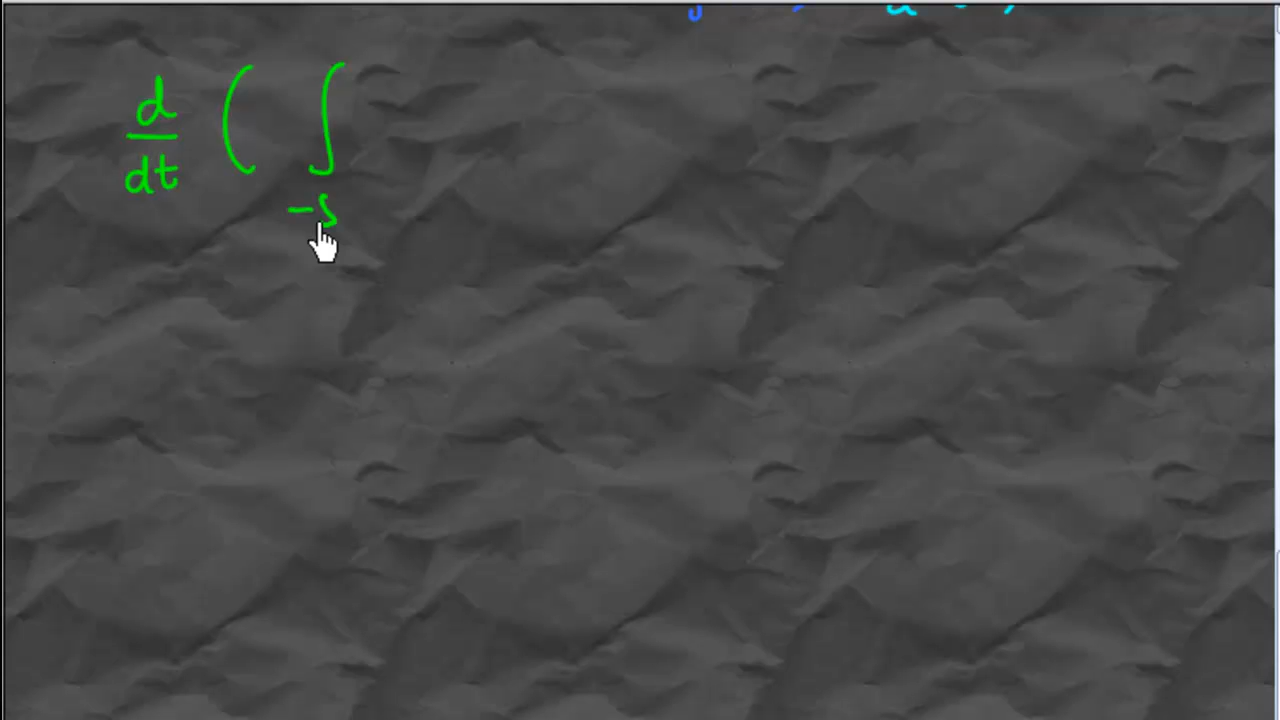 d/dt ( ∫_{-5}